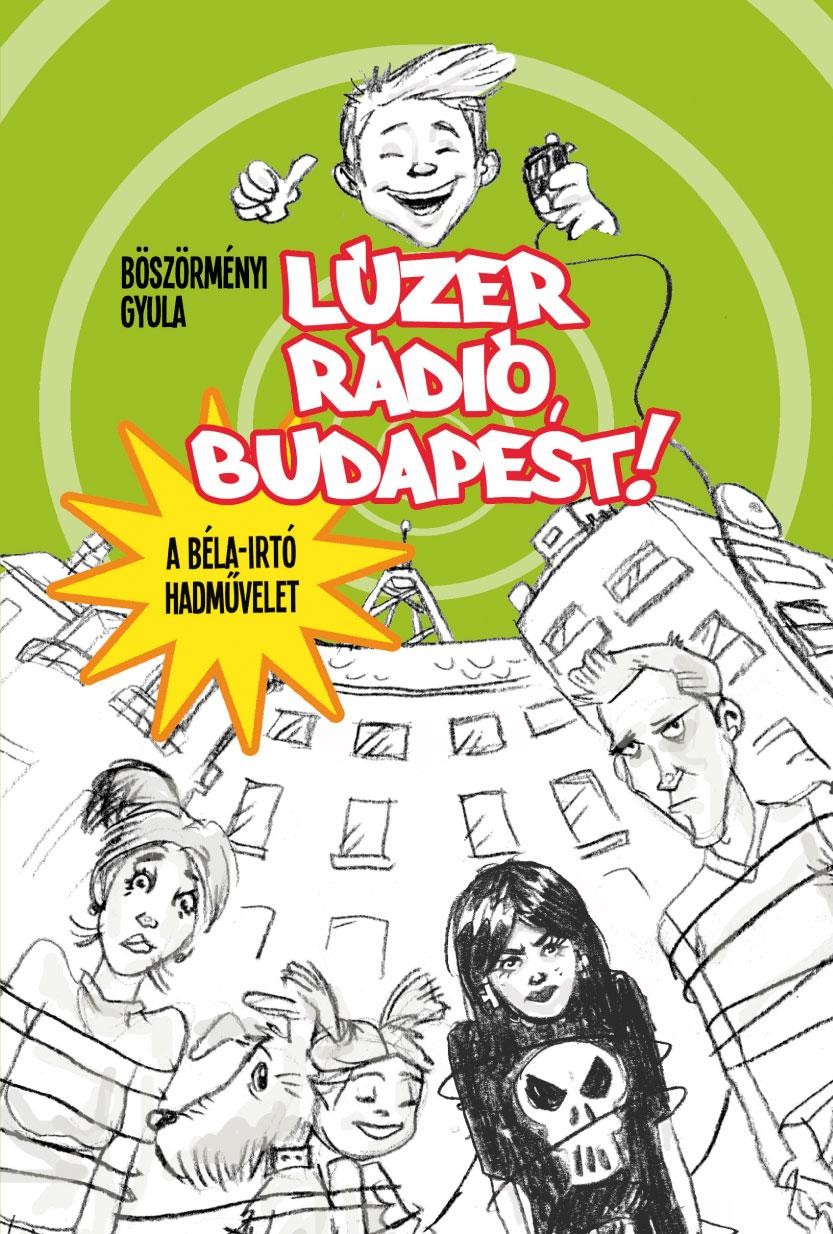 BÖSZÖRMÉNYI
GYULA
LÚZER
RÁDIÓ,
BUDAPEST!
A BÉLA-IRTÓ
HADMŰVELET